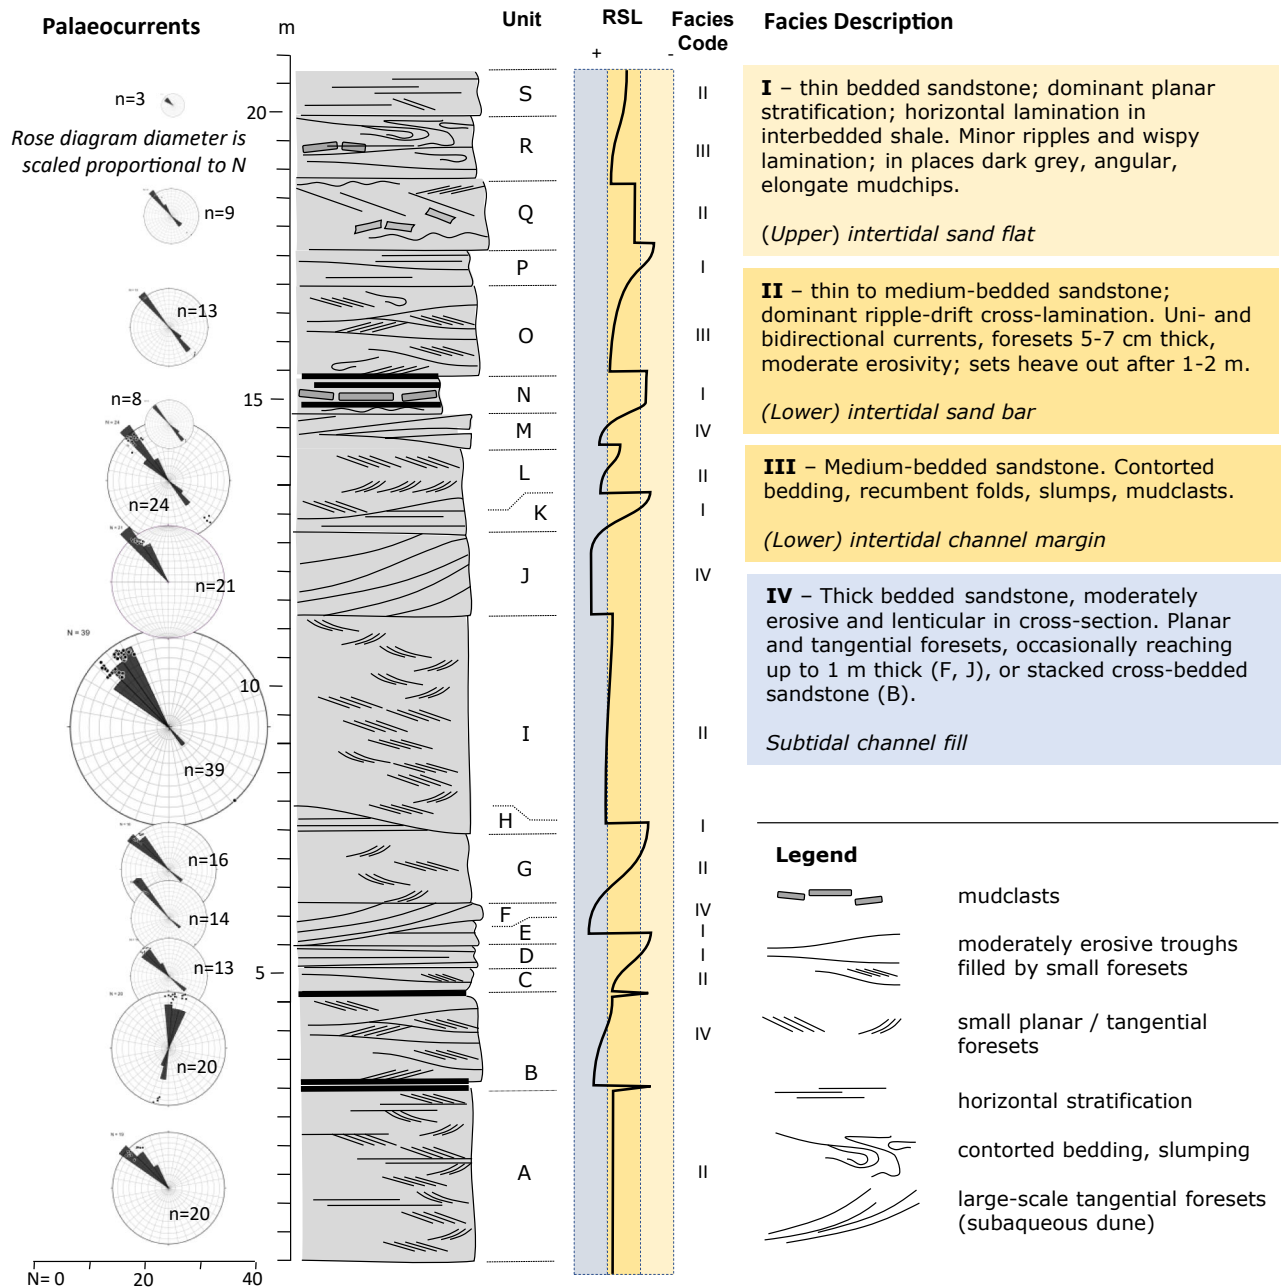 Palaeocurrents
m
Unit
RSL
Facies
Code
Facies Description
+
-
n=3
Rose diagram diameter is
scaled proportional to N
n=9
n=13
n=8
N = 24
n=24
N = 21
n=21
N = 39
n=39
n=16
n=14
n=13
n=20
n=20
N= 0
20
40
20
15
10
5
S
II
R
III
Q
II
P
I
O
III
N
I
M
IV
L
II
K
I
J
IV
I
II
H
I
G
II
F
IV
E
I
D
I
C
II
B
IV
A
II
I – thin bedded sandstone; dominant planar
stratification; horizontal lamination in
interbedded shale. Minor ripples and wispy
lamination; in places dark grey, angular,
elongate mudchips.
(Upper) intertidal sand flat
II – thin to medium-bedded sandstone;
dominant ripple-drift cross-lamination. Uni- and
bidirectional currents, foresets 5-7 cm thick,
moderate erosivity; sets heave out after 1-2 m.
(Lower) intertidal sand bar
III – Medium-bedded sandstone. Contorted
bedding, recumbent folds, slumps, mudclasts.
(Lower) intertidal channel margin
IV – Thick bedded sandstone, moderately
erosive and lenticular in cross-section. Planar
and tangential foresets, occasionally reaching
up to 1 m thick (F, J), or stacked cross-bedded
sandstone (B).
Subtidal channel fill
Legend
mudclasts
moderately erosive troughs
filled by small foresets
small planar / tangential
foresets
horizontal stratification
contorted bedding, slumping
large-scale tangential foresets
(subaqueous dune)